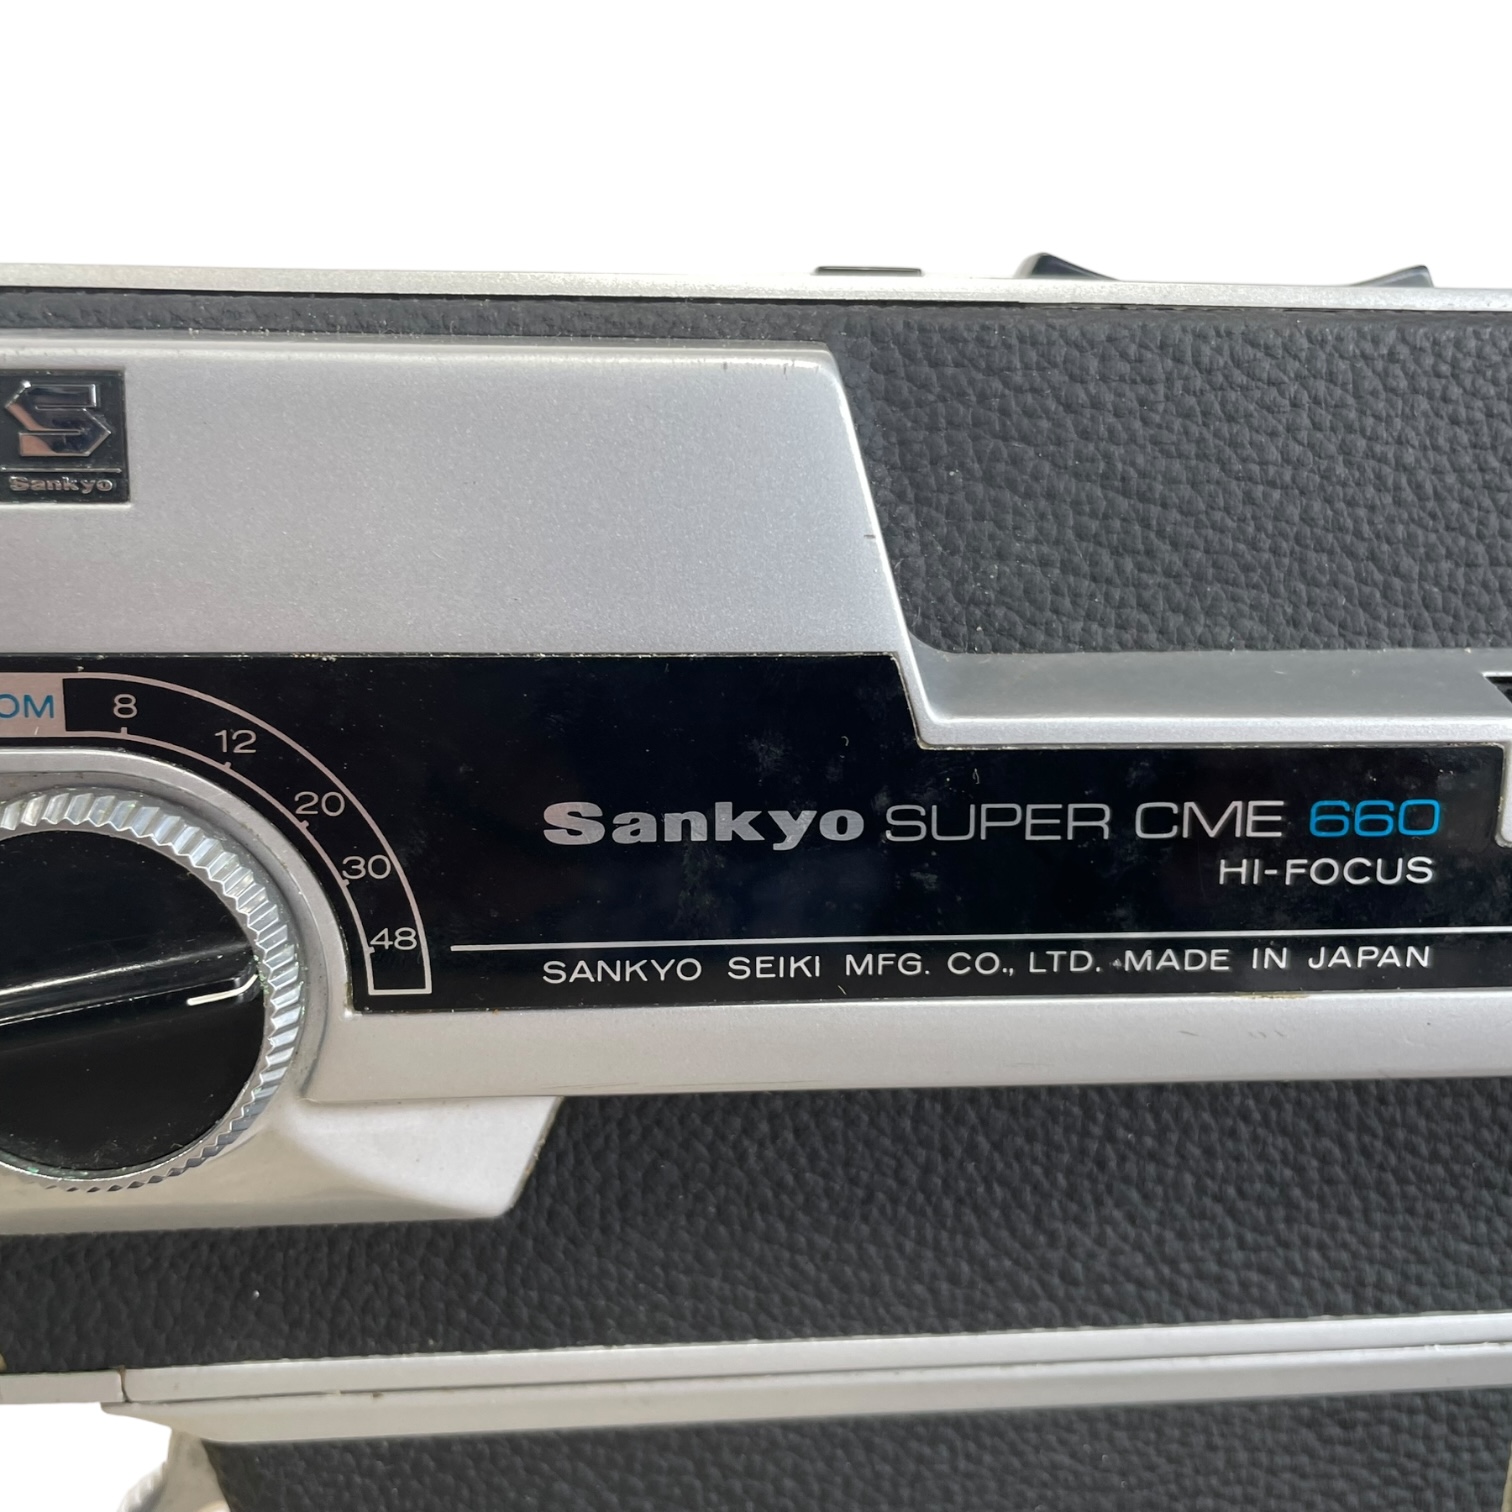 S
Sankyo
OM
8
12
20
30
48
Sankyo SUPER CME 660
HI-FOCUS
SANKYO SEIKI MFG. CO., LTD. MADE IN JAPAN